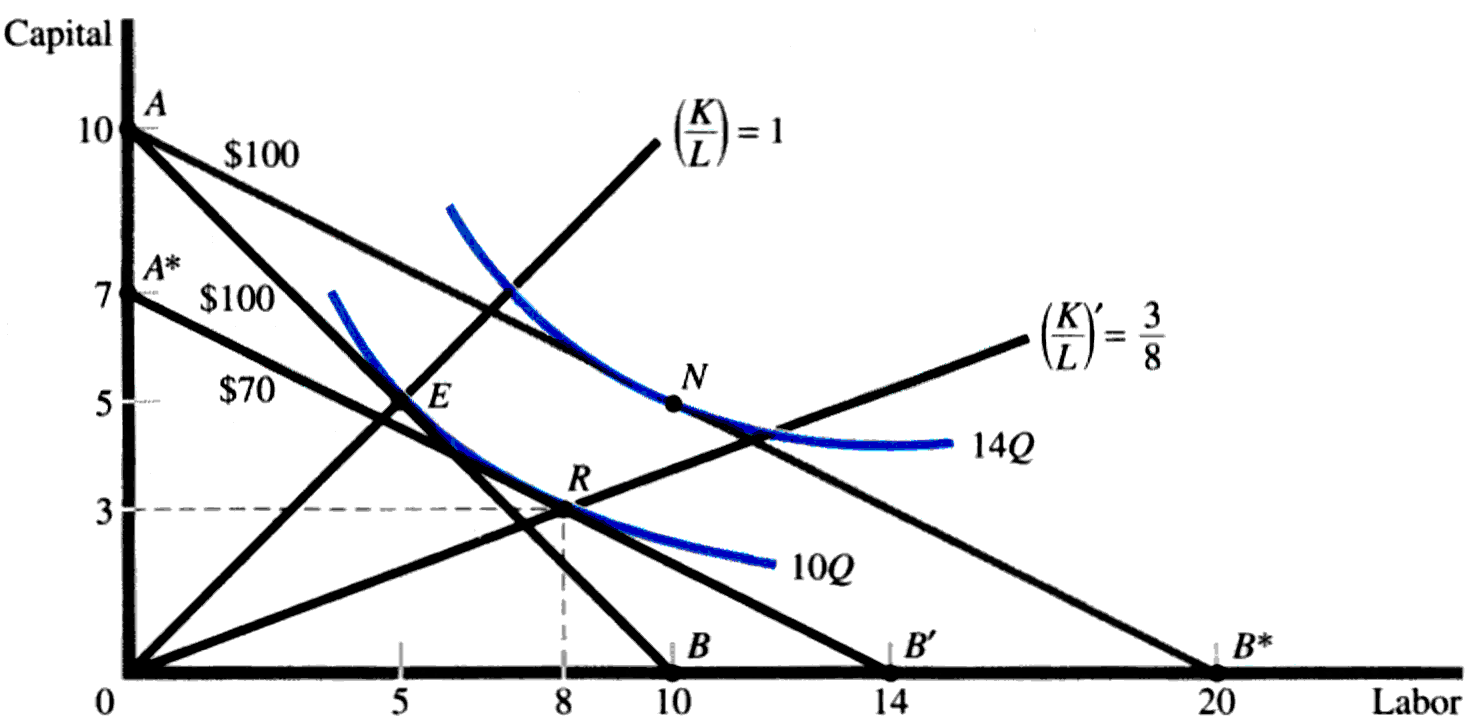 Capital
A
10
$100
(K/L) = 1
A*
7
$100
(K/L)′ = 3/8
$70
N
5
E
14Q
R
3
10Q
B
B′
B*
0
5
8
10
14
20
Labor